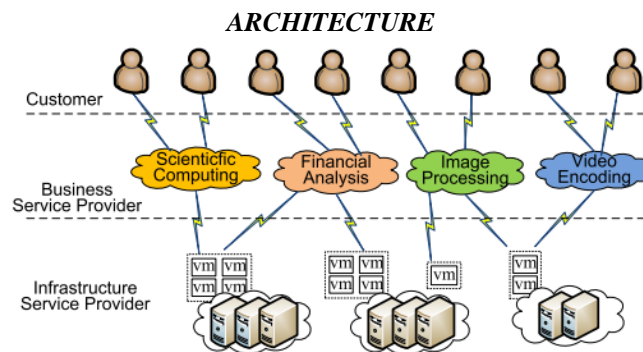 ARCHITECTURE
Customer
Scienticfic
Computing
Financial
Analysis
Image
Processing
Video
Encoding
Business
Service Provider
vm vm
vm vm
vm vm
vm vm
vm
vm
vm
Infrastructure
Service Provider